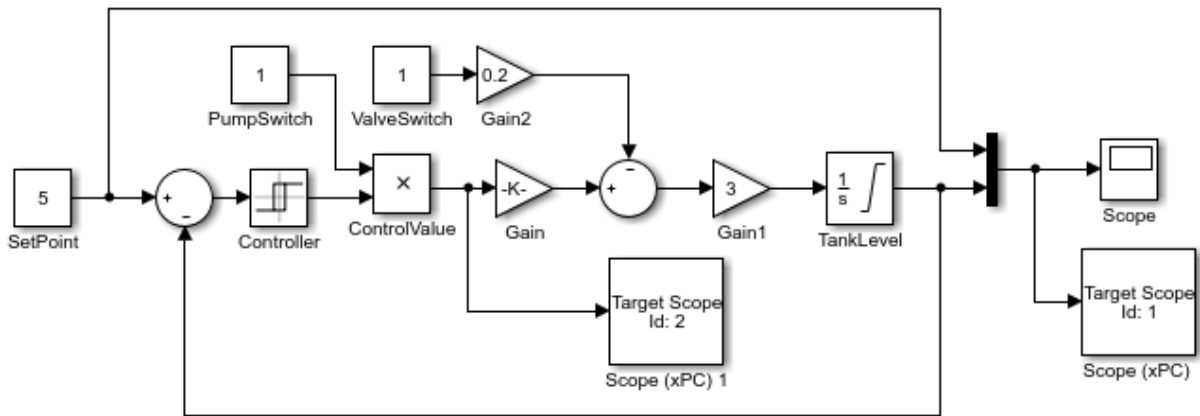 1
PumpSwitch
1
ValveSwitch
0.2
Gain2
5
SetPoint
+
-
Controller
×
ControlValue
-K-
Gain
+
-
3
Gain1
1
s
TankLevel
Scope
Target Scope
Id: 2
Scope (xPC) 1
Target Scope
Id: 1
Scope (xPC)